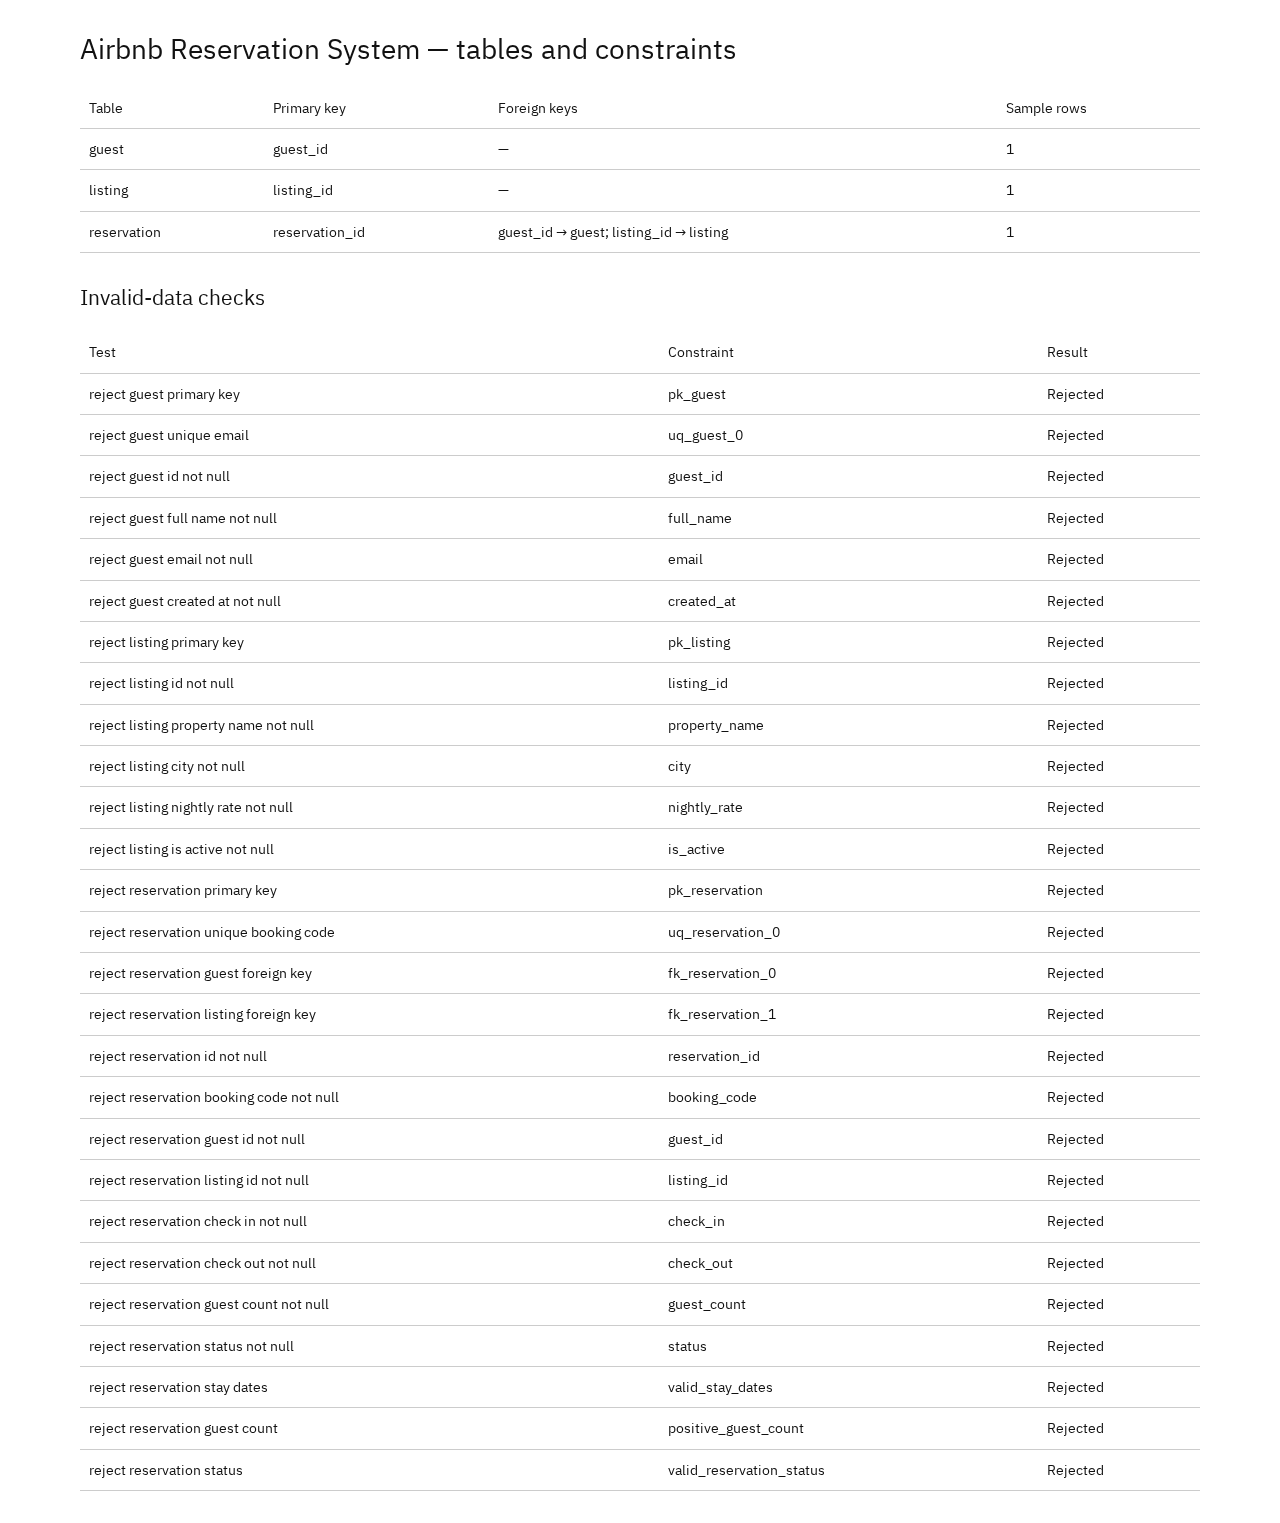 Airbnb Reservation System — tables and constraints
Table Primary key Foreign keys Sample rows
guest guest_id — 1
listing listing_id — 1
reservation reservation_id guest_id → guest; listing_id → listing 1
Invalid-data checks
Test Constraint Result
reject guest primary key pk_guest Rejected
reject guest unique email uq_guest_0 Rejected
reject guest id not null guest_id Rejected
reject guest full name not null full_name Rejected
reject guest email not null email Rejected
reject guest created at not null created_at Rejected
reject listing primary key pk_listing Rejected
reject listing id not null listing_id Rejected
reject listing property name not null property_name Rejected
reject listing city not null city Rejected
reject listing nightly rate not null nightly_rate Rejected
reject listing is active not null is_active Rejected
reject reservation primary key pk_reservation Rejected
reject reservation unique booking code uq_reservation_0 Rejected
reject reservation guest foreign key fk_reservation_0 Rejected
reject reservation listing foreign key fk_reservation_1 Rejected
reject reservation id not null reservation_id Rejected
reject reservation booking code not null booking_code Rejected
reject reservation guest id not null guest_id Rejected
reject reservation listing id not null listing_id Rejected
reject reservation check in not null check_in Rejected
reject reservation check out not null check_out Rejected
reject reservation guest count not null guest_count Rejected
reject reservation status not null status Rejected
reject reservation stay dates valid_stay_dates Rejected
reject reservation guest count positive_guest_count Rejected
reject reservation status valid_reservation_status Rejected